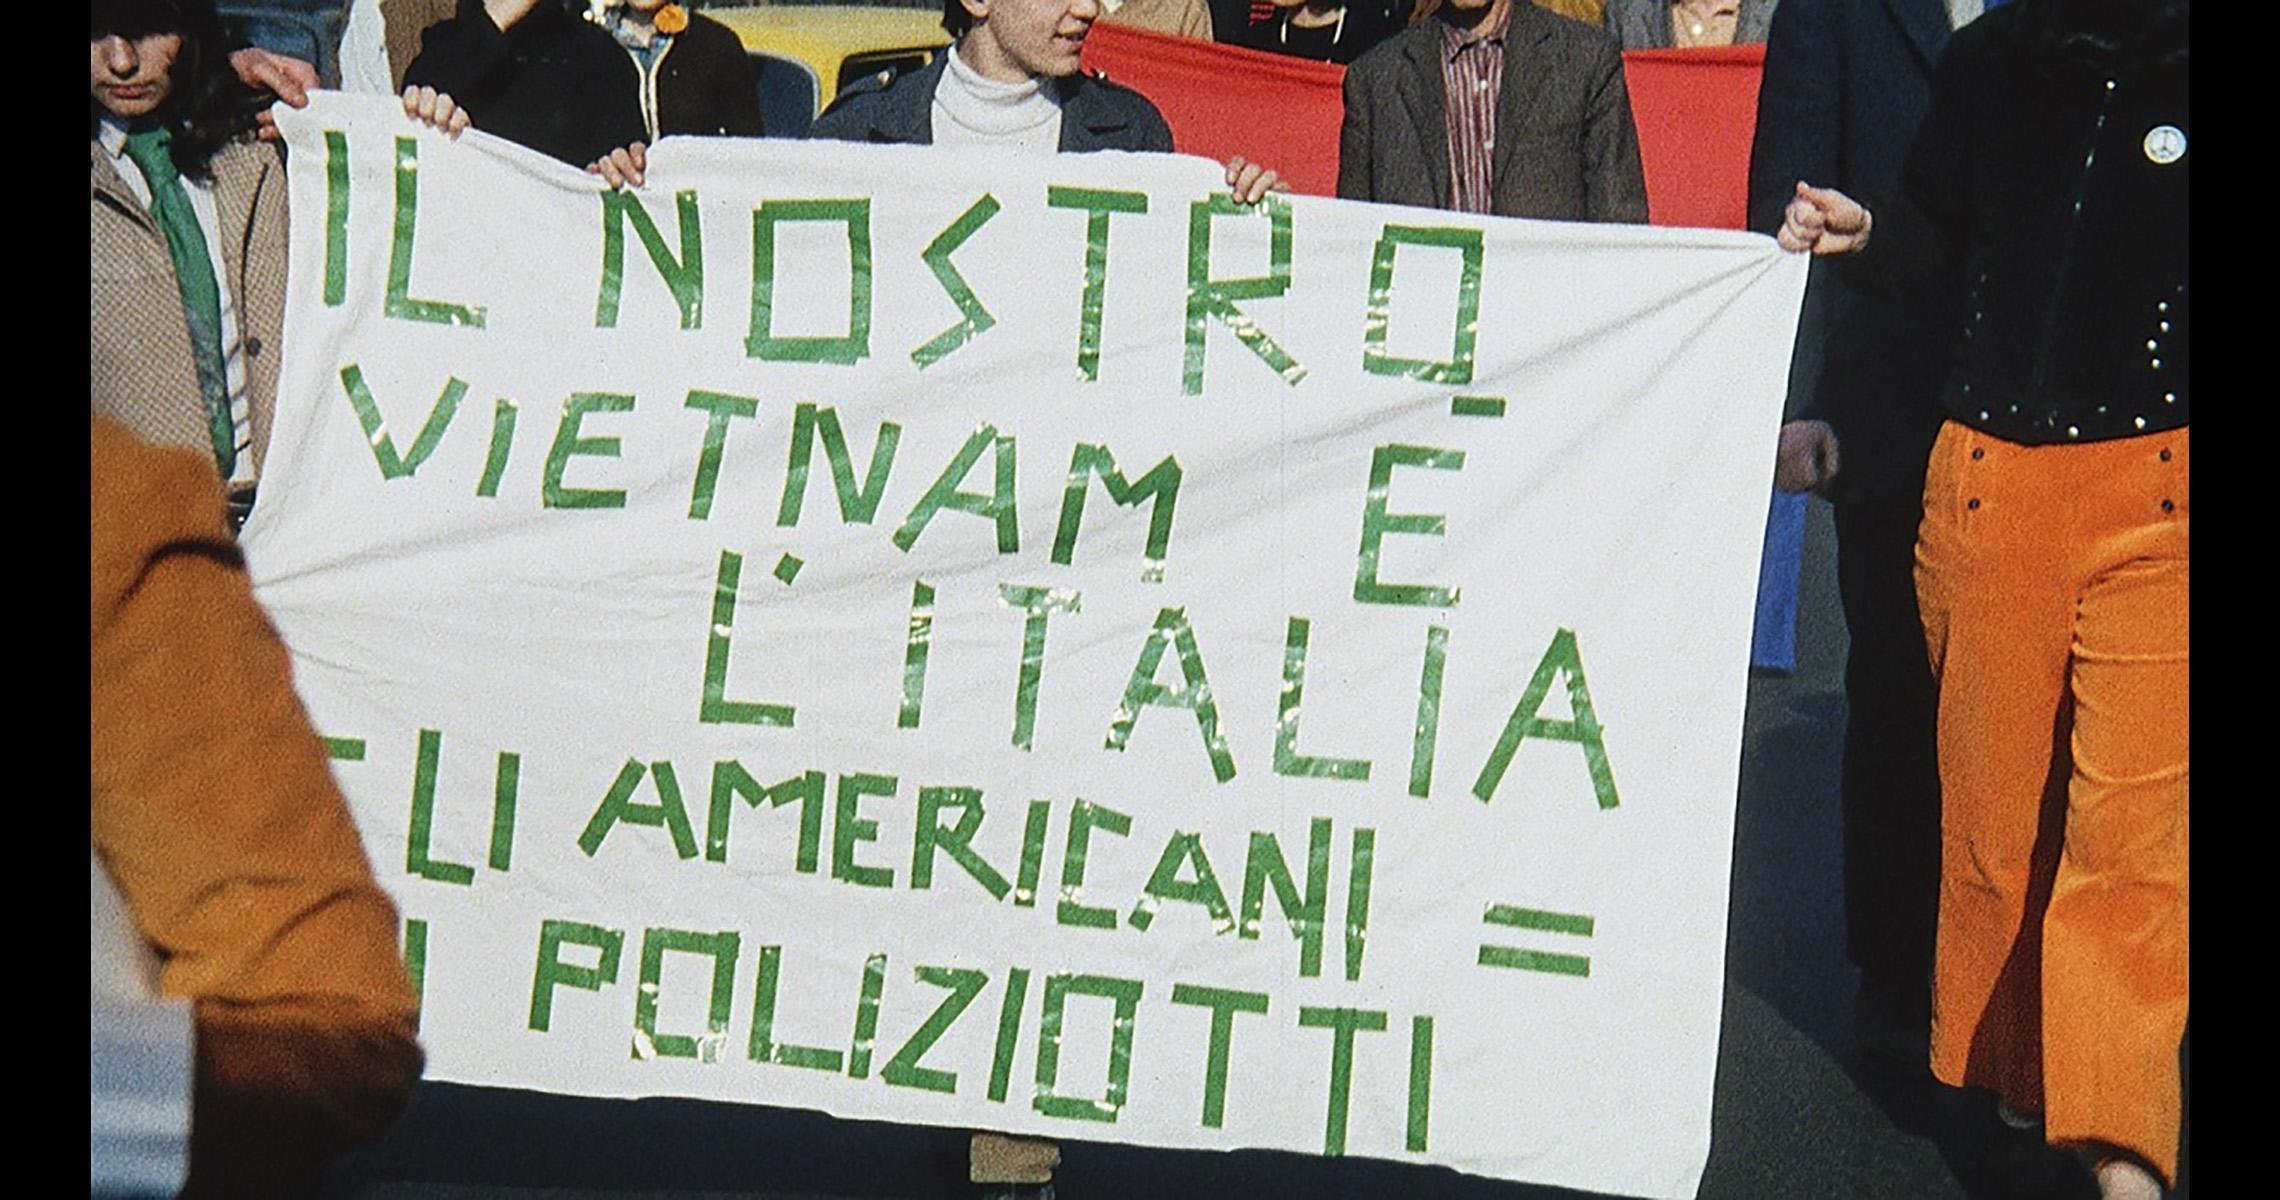 IL NOSTRO
VIETNAM È
L'ITALIA
LI AMERICANI =
I POLIZIOTTI